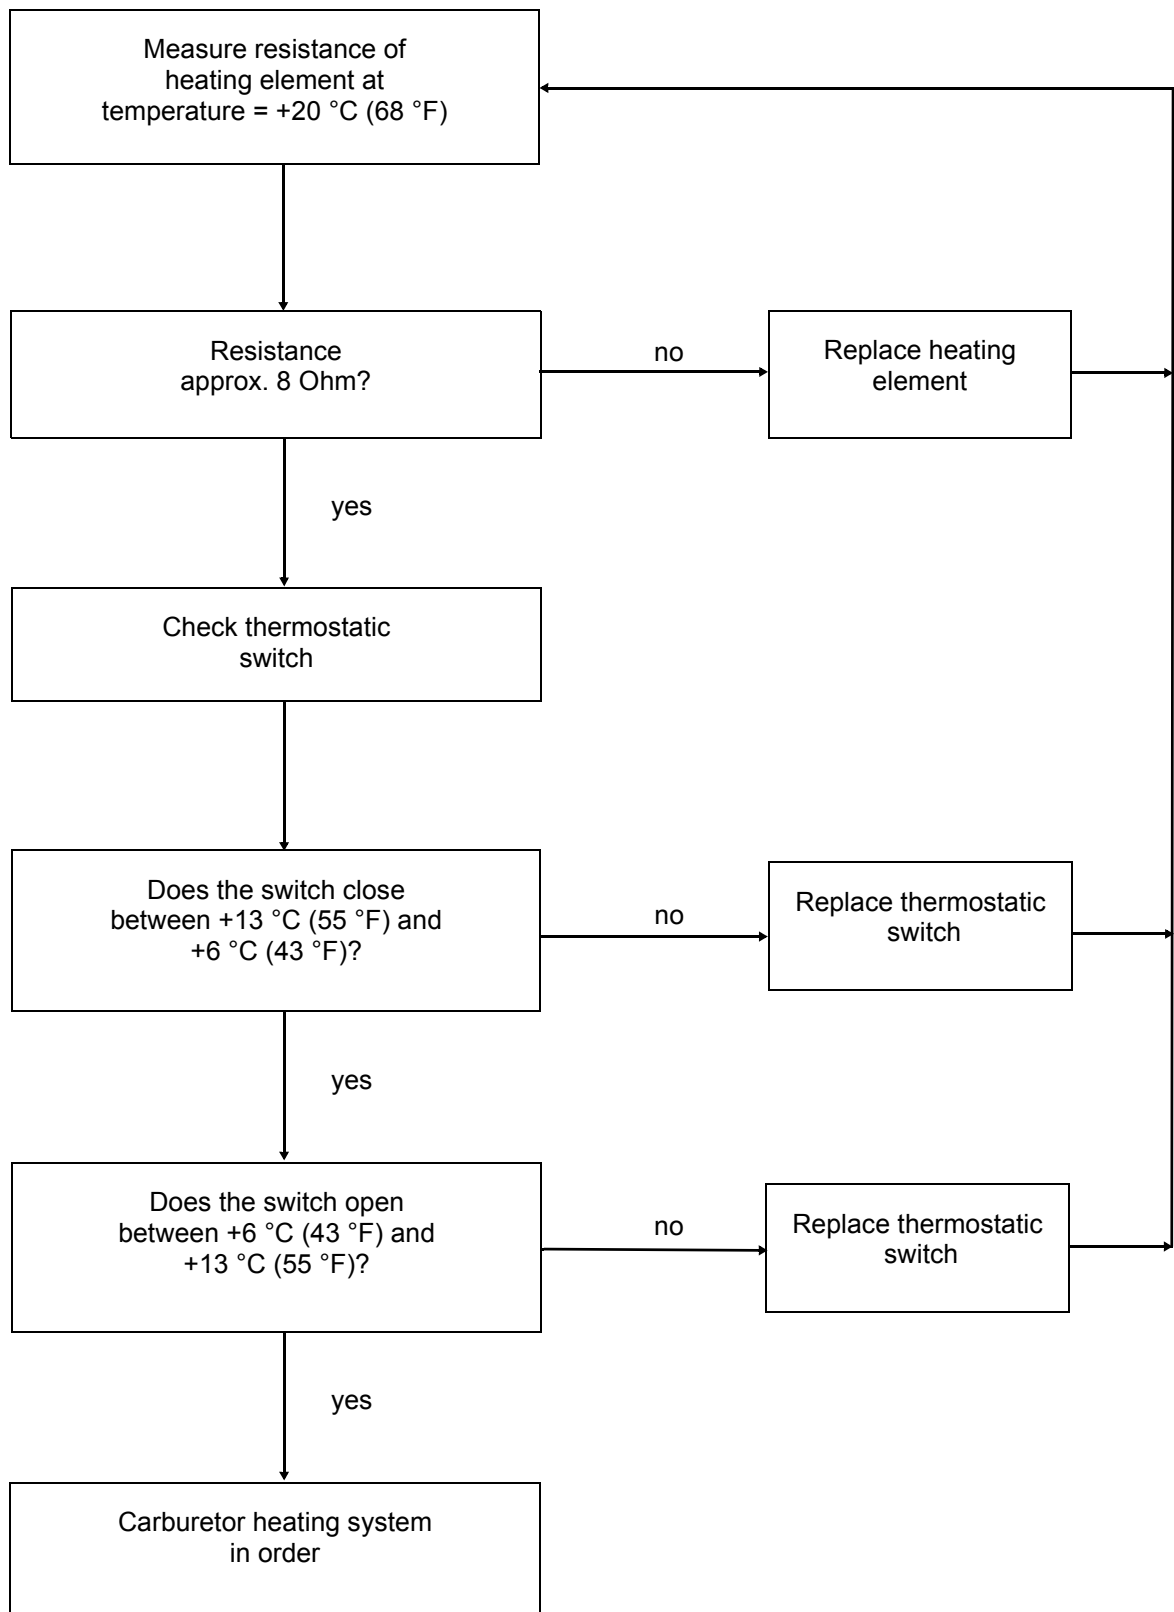 Measure resistance of
heating element at
temperature = +20 °C (68 °F)
Resistance
approx. 8 Ohm?
no
Replace heating
element
yes
Check thermostatic
switch
Does the switch close
between +13 °C (55 °F) and
+6 °C (43 °F)?
no
Replace thermostatic
switch
yes
Does the switch open
between +6 °C (43 °F) and
+13 °C (55 °F)?
no
Replace thermostatic
switch
yes
Carburetor heating system
in order